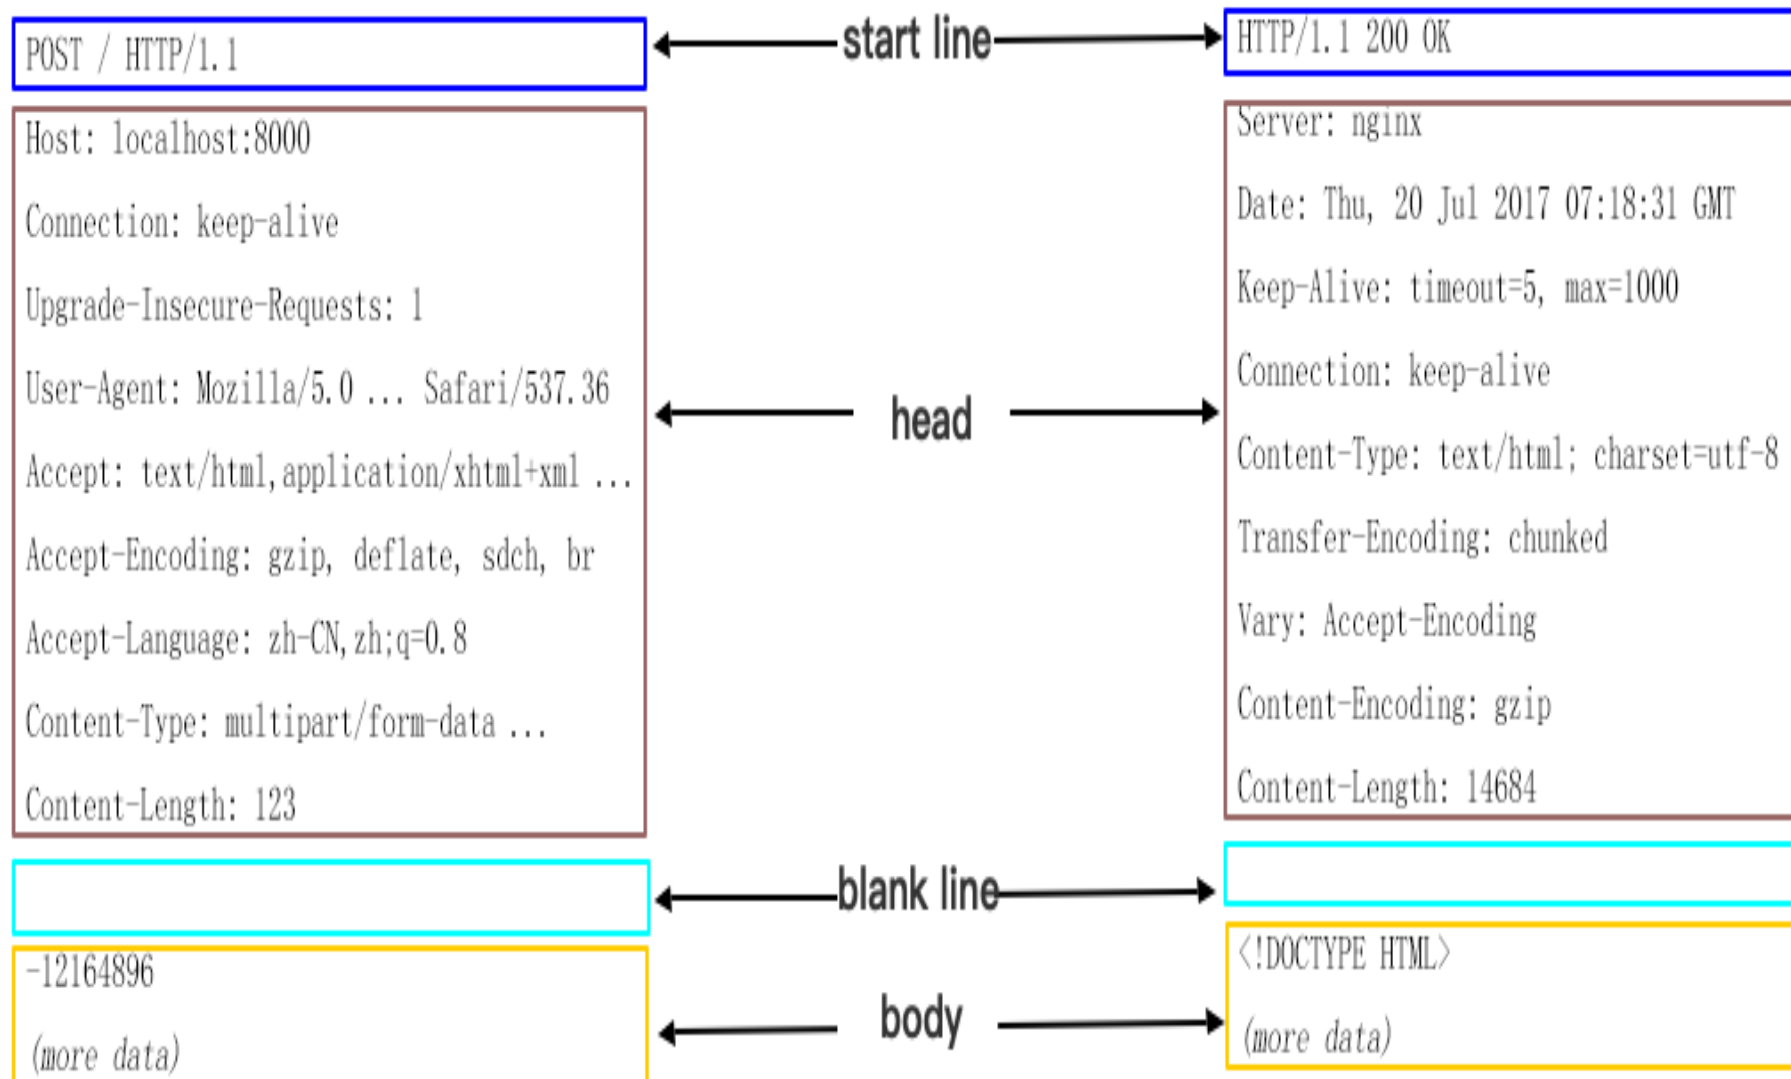 POST / HTTP/1.1
Host: localhost:8000
Connection: keep-alive
Upgrade-Insecure-Requests: 1
User-Agent: Mozilla/5.0 ... Safari/537.36
Accept: text/html,application/xhtml+xml ...
Accept-Encoding: gzip, deflate, sdch, br
Accept-Language: zh-CN,zh;q=0.8
Content-Type: multipart/form-data ...
Content-Length: 123
-12164896
(more data)
start line
head
blank line
body
HTTP/1.1 200 OK
Server: nginx
Date: Thu, 20 Jul 2017 07:18:31 GMT
Keep-Alive: timeout=5, max=1000
Connection: keep-alive
Content-Type: text/html; charset=utf-8
Transfer-Encoding: chunked
Vary: Accept-Encoding
Content-Encoding: gzip
Content-Length: 14684
<!DOCTYPE HTML>
(more data)